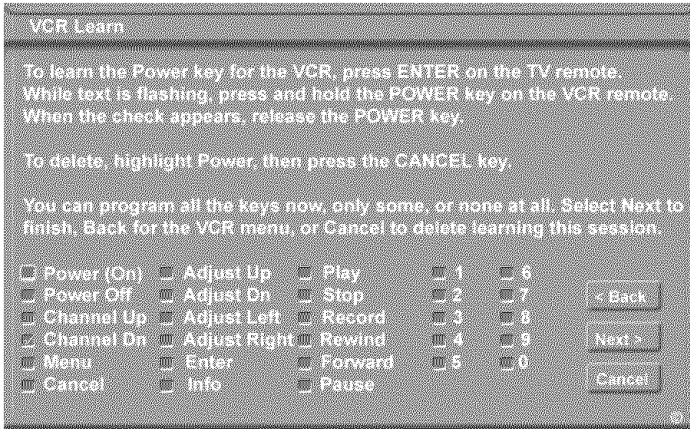 VCR Learn
To learn the Power key for the VCR, press ENTER on the TV remote.
While text is flashing, press and hold the POWER key on the VCR remote.
When the check appears, release the POWER key.
To delete, highlight Power, then press the CANCEL key.
You can program all the keys now, only some, or none at all. Select Next to
finish, Back for the VCR menu, or Cancel to delete learning this session.
Power (On) Adjust Up Play 1 6
Power Off Adjust Dn Stop 2 7 < Back
Channel Up Adjust Left Record 3 8
Channel Dn Adjust Right Rewind 4 9 Next >
Menu Enter Forward 5 0
Cancel Info Pause Cancel